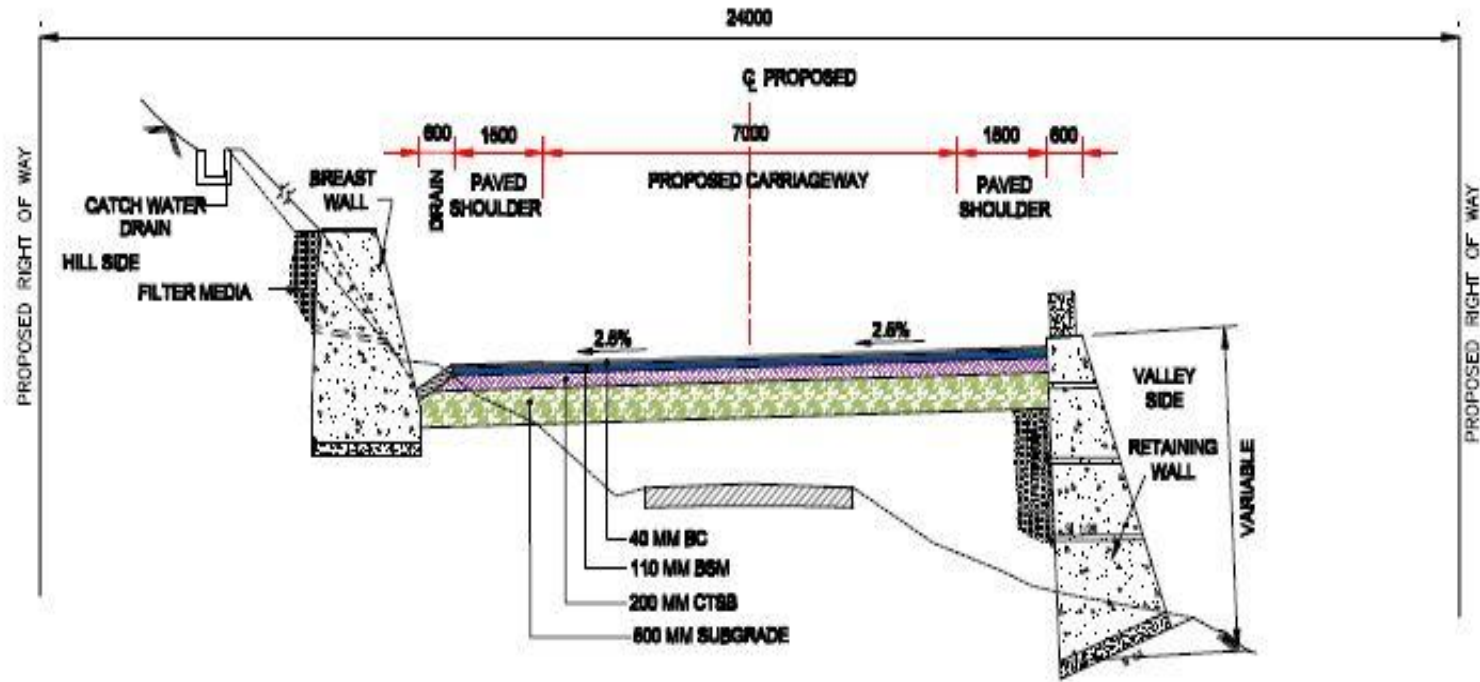 24000
℄ PROPOSED
600
1500
7000
1500
600
DRAIN
PAVED
SHOULDER
PROPOSED CARRIAGEWAY
PAVED
SHOULDER
PROPOSED RIGHT OF WAY
BREAST
WALL
CATCH WATER
DRAIN
HILL SIDE
FILTER MEDIA
2.5%
2.5%
VALLEY
SIDE
RETAINING
WALL
VARIABLE
PROPOSED RIGHT OF WAY
40 MM BC
110 MM BSM
200 MM CTSB
500 MM SUBGRADE